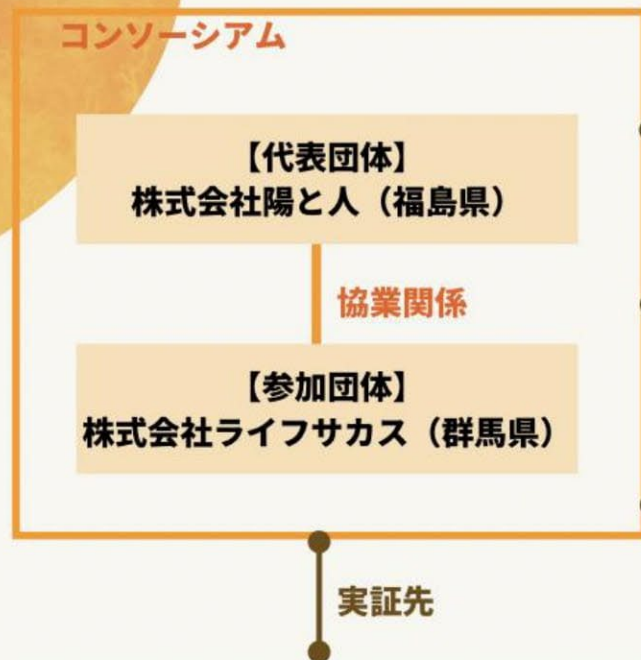 コンソーシアム
【代表団体】
株式会社陽と人（福島県）
協業関係
【参加団体】
株式会社ライフサカス（群馬県）
実証先